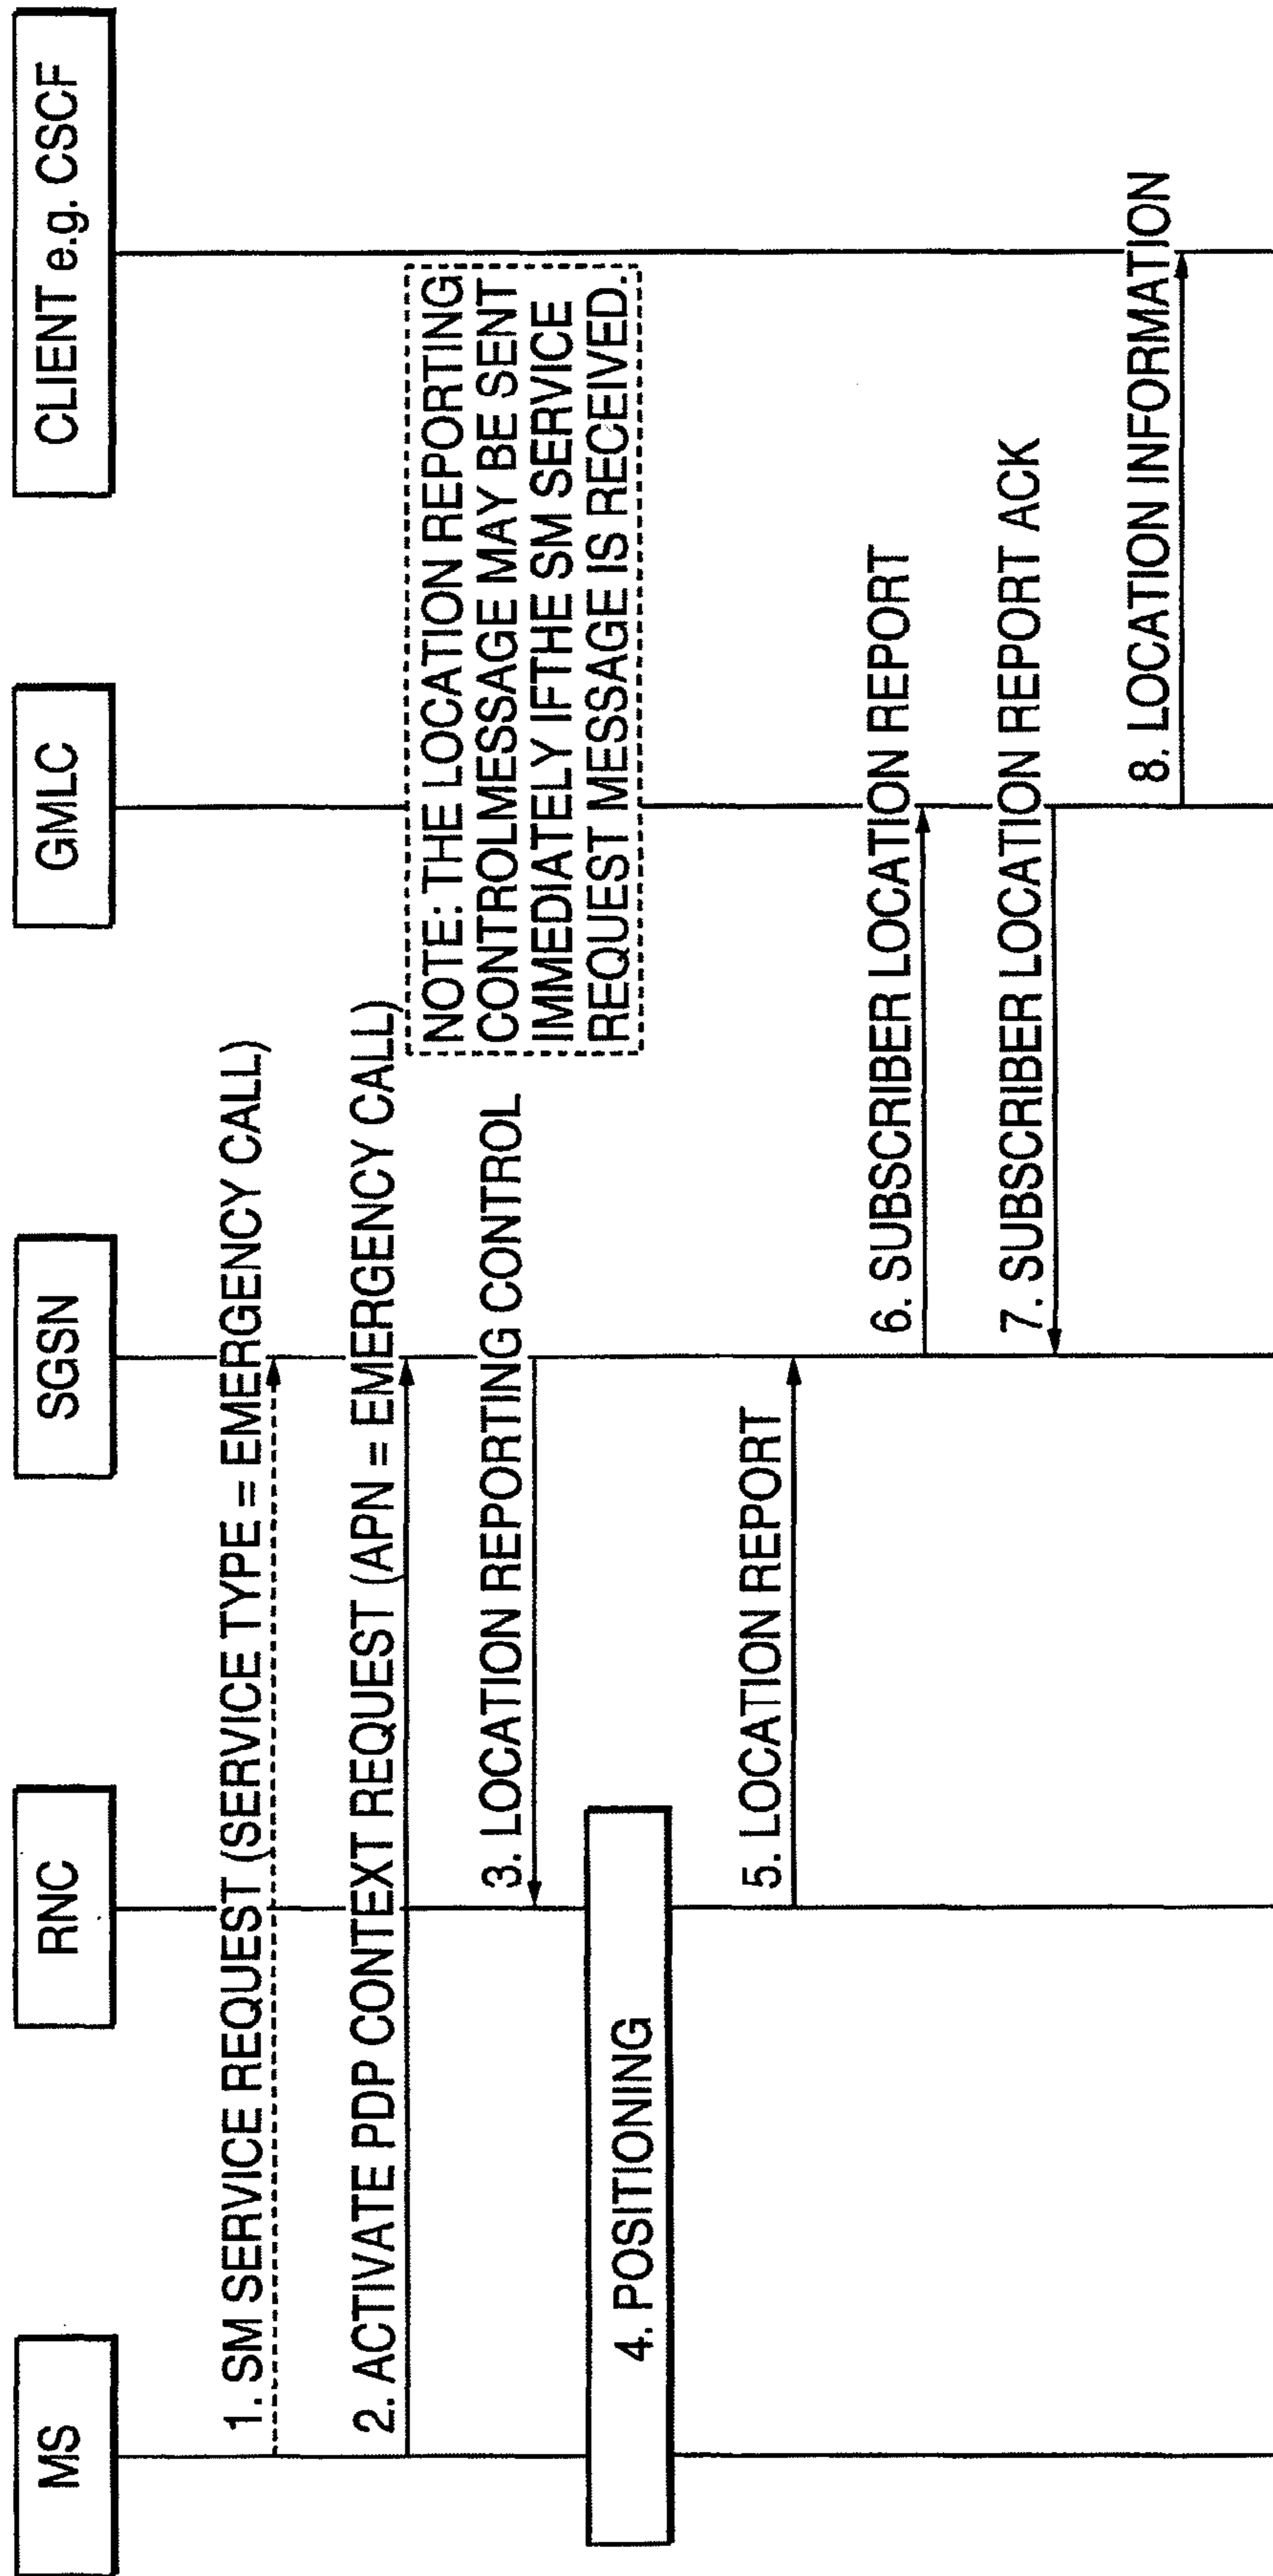 MS
RNC
SGSN
GMLC
CLIENT e.g. CSCF
1. SM SERVICE REQUEST (SERVICE TYPE = EMERGENCY CALL)
2. ACTIVATE PDP CONTEXT REQUEST (APN = EMERGENCY CALL)
NOTE: THE LOCATION REPORTING
CONTROLMESSAGE MAY BE SENT
IMMEDIATELY IFTHE SM SERVICE
REQUEST MESSAGE IS RECEIVED.
3. LOCATION REPORTING CONTROL
4. POSITIONING
5. LOCATION REPORT
6. SUBSCRIBER LOCATION REPORT
7. SUBSCRIBER LOCATION REPORT ACK
8. LOCATION INFORMATION